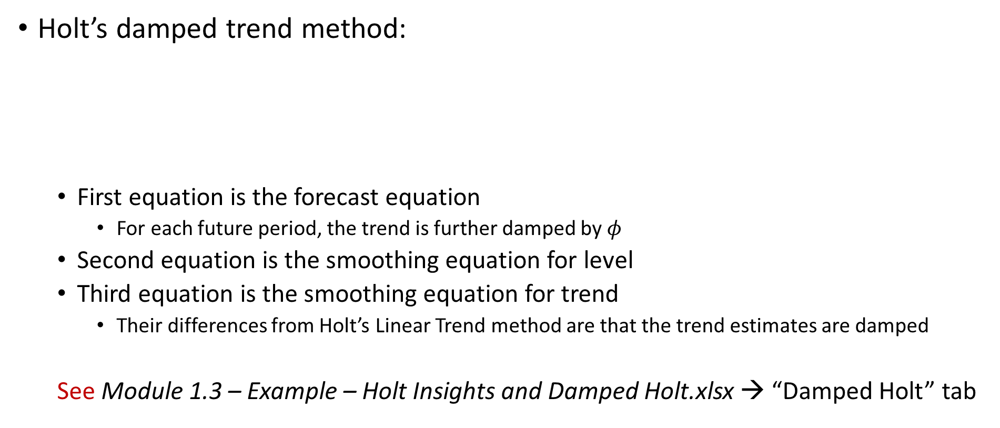 • Holt’s damped trend method:
• First equation is the forecast equation
• For each future period, the trend is further damped by ϕ
• Second equation is the smoothing equation for level
• Third equation is the smoothing equation for trend
• Their differences from Holt’s Linear Trend method are that the trend estimates are damped
See Module 1.3 – Example – Holt Insights and Damped Holt.xlsx → “Damped Holt” tab